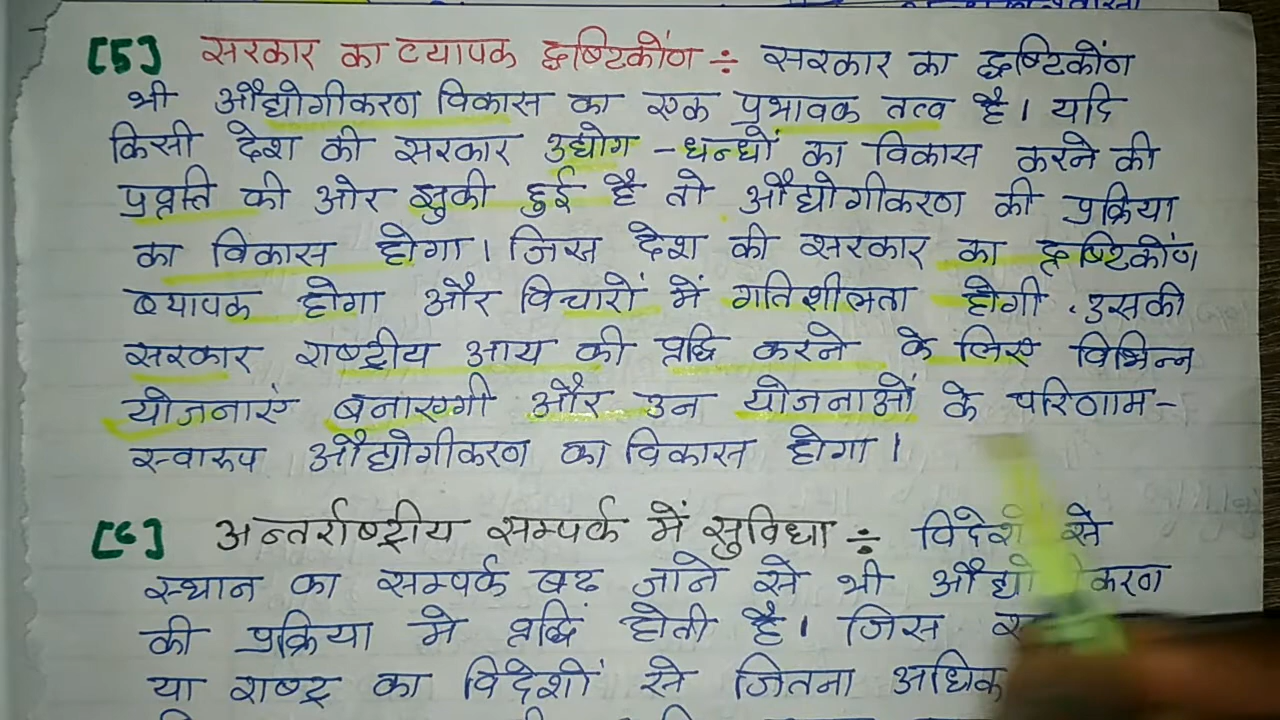 [5] सरकार का व्यापक दृष्टिकोंण ÷ सरकार का दृष्टिकोंण
भी औद्योगीकरण विकास का एक प्रभावक तत्व है। यदि
किसी देश की सरकार उद्योग - धन्धों का विकास करने की
प्रवृत्ति की ओर झुकी हुई है तो औद्योगीकरण की प्रक्रिया
का विकास होगा। जिस देश की सरकार का दृष्टिकोंण
व्यापक होगा और विचारों में गतिशीलता होगी, उसकी
सरकार राष्ट्रीय आय की वृद्धि करने के लिए विभिन्न
योजनाएं बनाएगी और उन योजनाओं के परिणाम-
स्वारुप औद्योगीकरण का विकास होगा।
[6] अन्तर्राष्ट्रीय सम्पर्क में सुविधा ÷ विदेशों से
स्थान का सम्पर्क बढ जाने से भी
की प्रक्रिया मे वृद्धि होती है। जिस
या राष्ट्र का विदेशों से जितना अधिक